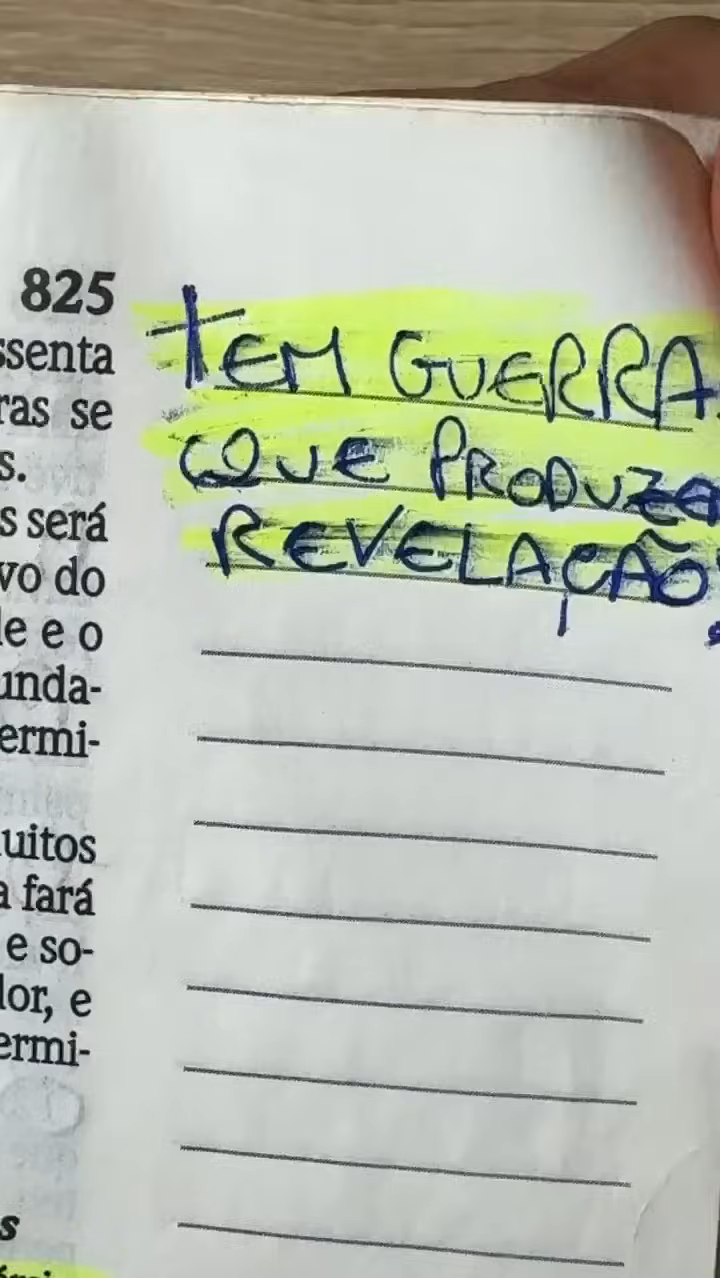 825
TEM GUERRA
QUE PRODUZ
REVELAÇÃO
ssenta
ras se
s.
s será
vo do
le e o
unda-
ermi-
uitos
a fará
e so-
lor, e
ermi-
s